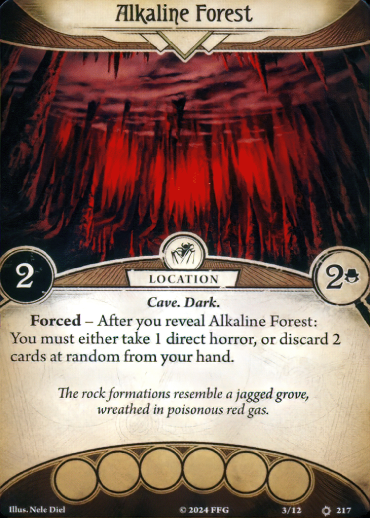 Alkaline Forest
2
2
LOCATION
Cave. Dark.
Forced – After you reveal Alkaline Forest:
You must either take 1 direct horror, or discard 2
cards at random from your hand.
The rock formations resemble a jagged grove,
wreathed in poisonous red gas.
Illus. Nele Diel © 2024 FFG 3/12 217